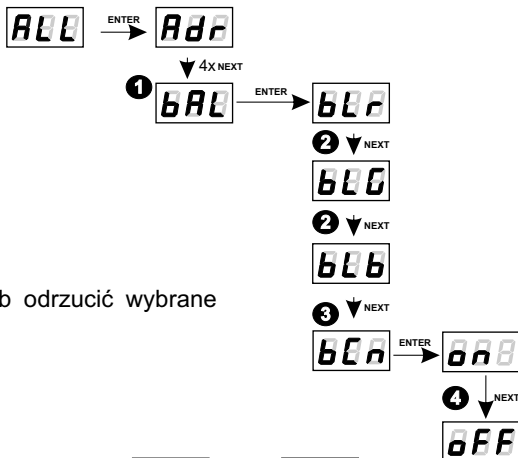 ALL ENTER Adr
4x NEXT
1 bAL ENTER bLr
2 NEXT
bLG
2 NEXT
bLb
b odrzucić wybrane
3 NEXT
bCn ENTER on
4 NEXT
oFF